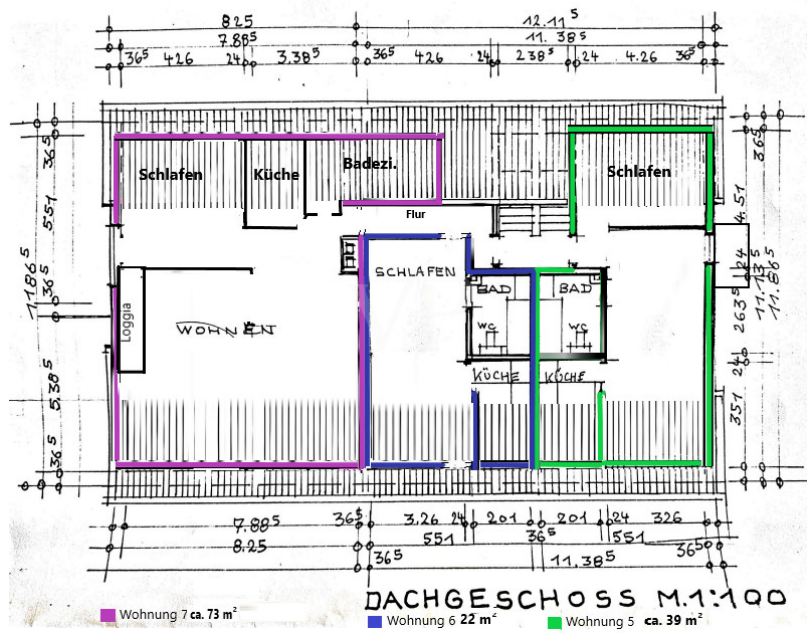 8.25 12.11⁵
7.88⁵ 11.38⁵
36⁵ 426 24 3.38⁵ 36⁵ 426 24 238⁵ 24 4.26 36⁵
36⁵ 551 36⁵ 5.38⁵ 36⁵
11.86⁵
36⁵ 4.51 24 263⁵ 24 351
11.13⁵
11.86⁵
Schlafen Küche Badezi. Schlafen
Flur
SCHLAFEN
BAD BAD
Loggia
WOHNEN
WC WC
KÜCHE KÜCHE
7.88⁵ 36⁵ 3.26 24 201 201 24 326
8.25 551 36⁵ 551
36⁵ 11.38⁵ 36⁵
DACHGESCHOSS M.1:100
Wohnung 7 ca. 73 m²
Wohnung 6 22 m²
Wohnung 5 ca. 39 m²